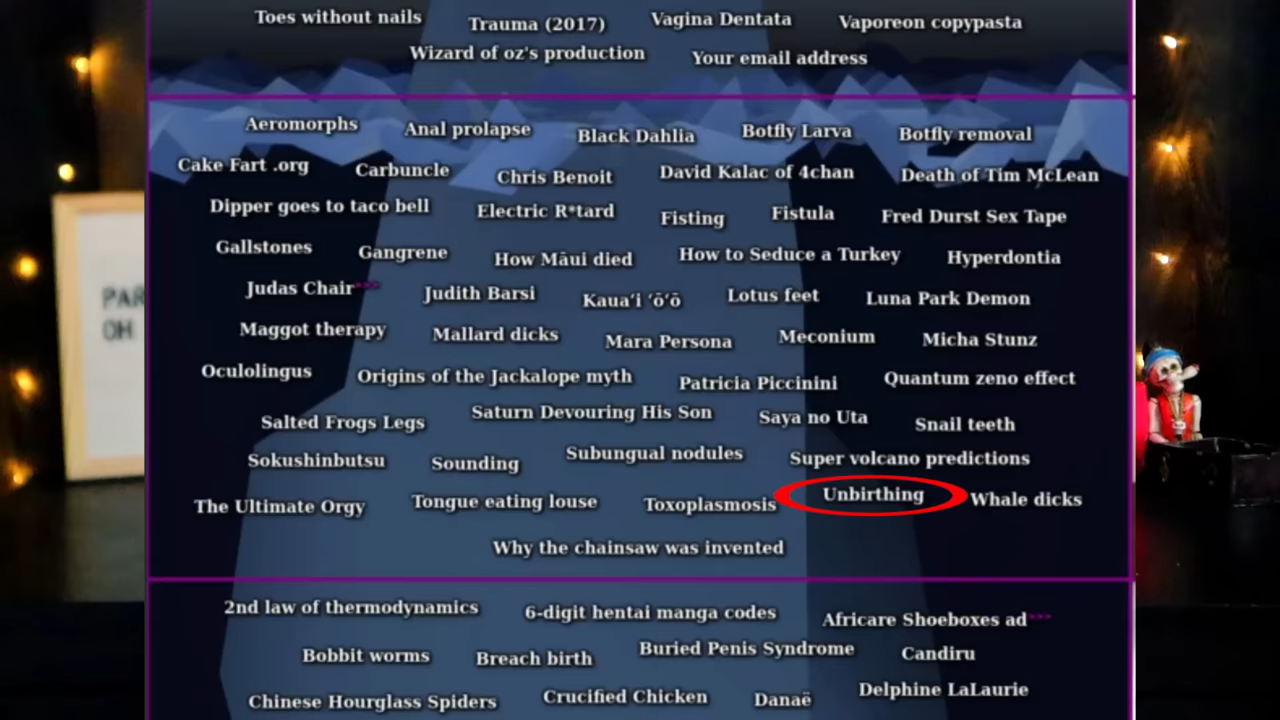 Toes without nails Trauma (2017) Vagina Dentata Vaporeon copypasta
Wizard of oz's production Your email address
Aeromorphs Anal prolapse Black Dahlia Botfly Larva Botfly removal
Cake Fart .org Carbuncle Chris Benoit David Kalac of 4chan Death of Tim McLean
Dipper goes to taco bell Electric R*tard Fisting Fistula Fred Durst Sex Tape
Gallstones Gangrene How Māui died How to Seduce a Turkey Hyperdontia
Judas Chair>>> Judith Barsi Kauaʻi ʻōʻō Lotus feet Luna Park Demon
Maggot therapy Mallard dicks Mara Persona Meconium Micha Stunz
Oculolingus Origins of the Jackalope myth Patricia Piccinini Quantum zeno effect
Salted Frogs Legs Saturn Devouring His Son Saya no Uta Snail teeth
Sokushinbutsu Sounding Subungual nodules Super volcano predictions
The Ultimate Orgy Tongue eating louse Toxoplasmosis Unbirthing Whale dicks
Why the chainsaw was invented
2nd law of thermodynamics 6-digit hentai manga codes Africare Shoeboxes ad>>>
Bobbit worms Breach birth Buried Penis Syndrome Candiru
Chinese Hourglass Spiders Crucified Chicken Danaë Delphine LaLaurie
PAR
OH